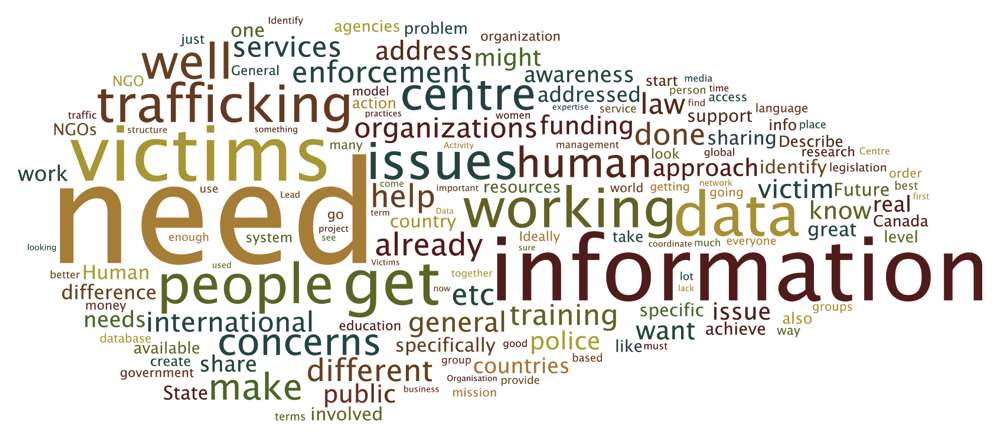 Identify
just one agencies problem
organization
well services address might
NGO General enforcement awareness
start media
model centre addressed law person time
trafficking action expertise service find access
traffic practices women support language
NGOs structure something organizations funding done sharing info place
Describe
victims many Activity management look global research Centre
work issues human approach identify legislation
need use Lead come important resources world getting network going victim Future order best
help working data know real first
go term Data country great Canada
project
enough system see already Ideally take coordinate much everyone level
looking sure
Victims information
better Human used people get together lot
difference now etc lack
money specific issue groups
needs international education general training also
database concerns want achieve way
available specifically good police like must
create share group based
government different countries
State make Organisation provide
public business mission
terms involved